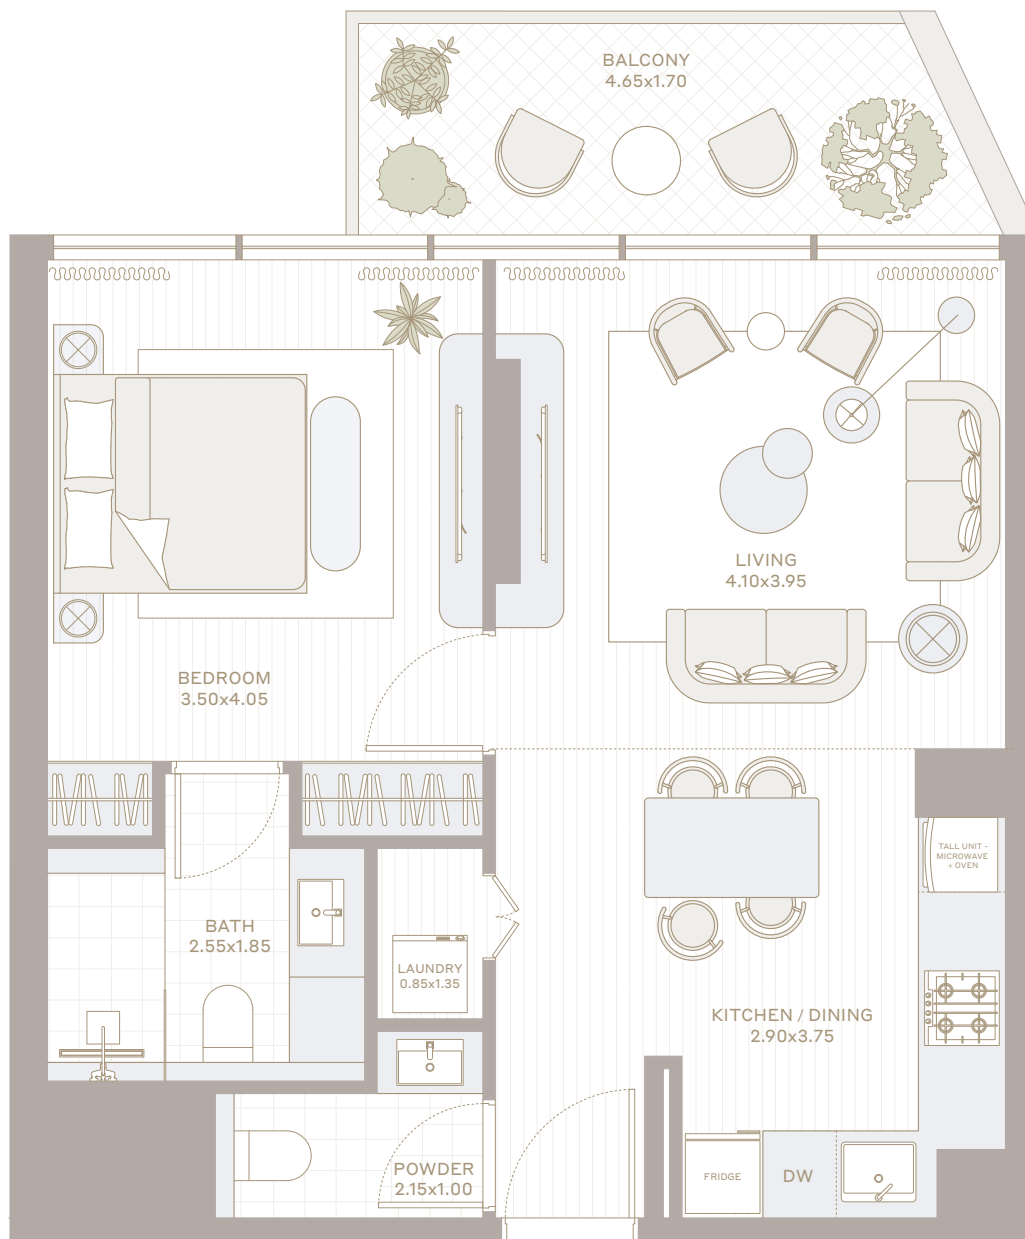 BALCONY
4.65x1.70
LIVING
4.10x3.95
BEDROOM
3.50x4.05
TALL UNIT -
MICROWAVE
+ OVEN
BATH
2.55x1.85
LAUNDRY
0.85x1.35
KITCHEN / DINING
2.90x3.75
POWDER
2.15x1.00
FRIDGE
DW